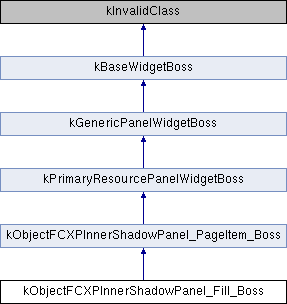 kInvalidClass
kBaseWidgetBoss
kGenericPanelWidgetBoss
kPrimaryResourcePanelWidgetBoss
kObjectFCXPInnerShadowPanel_PageItem_Boss
kObjectFCXPInnerShadowPanel_Fill_Boss